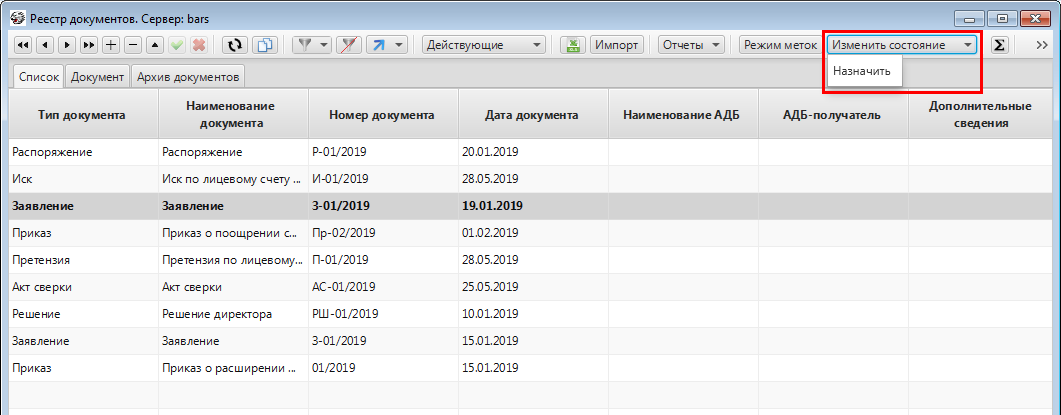 Реестр документов. Сервер: bars
Действующие Импорт Отчеты Режим меток Изменить состояние Σ
Назначить
Список Документ Архив документов
Тип документа Наименование документа Номер документа Дата документа Наименование АДБ АДБ-получатель Дополнительные сведения
Распоряжение Распоряжение Р-01/2019 20.01.2019
Иск Иск по лицевому счету ... И-01/2019 28.05.2019
Заявление Заявление З-01/2019 19.01.2019
Приказ Приказ о поощрении с... Пр-02/2019 01.02.2019
Претензия Претензия по лицевому... П-01/2019 28.05.2019
Акт сверки Акт сверки АС-01/2019 25.05.2019
Решение Решение директора РШ-01/2019 10.01.2019
Заявление Заявление З-01/2019 15.01.2019
Приказ Приказ о расширении ... 01/2019 15.01.2019